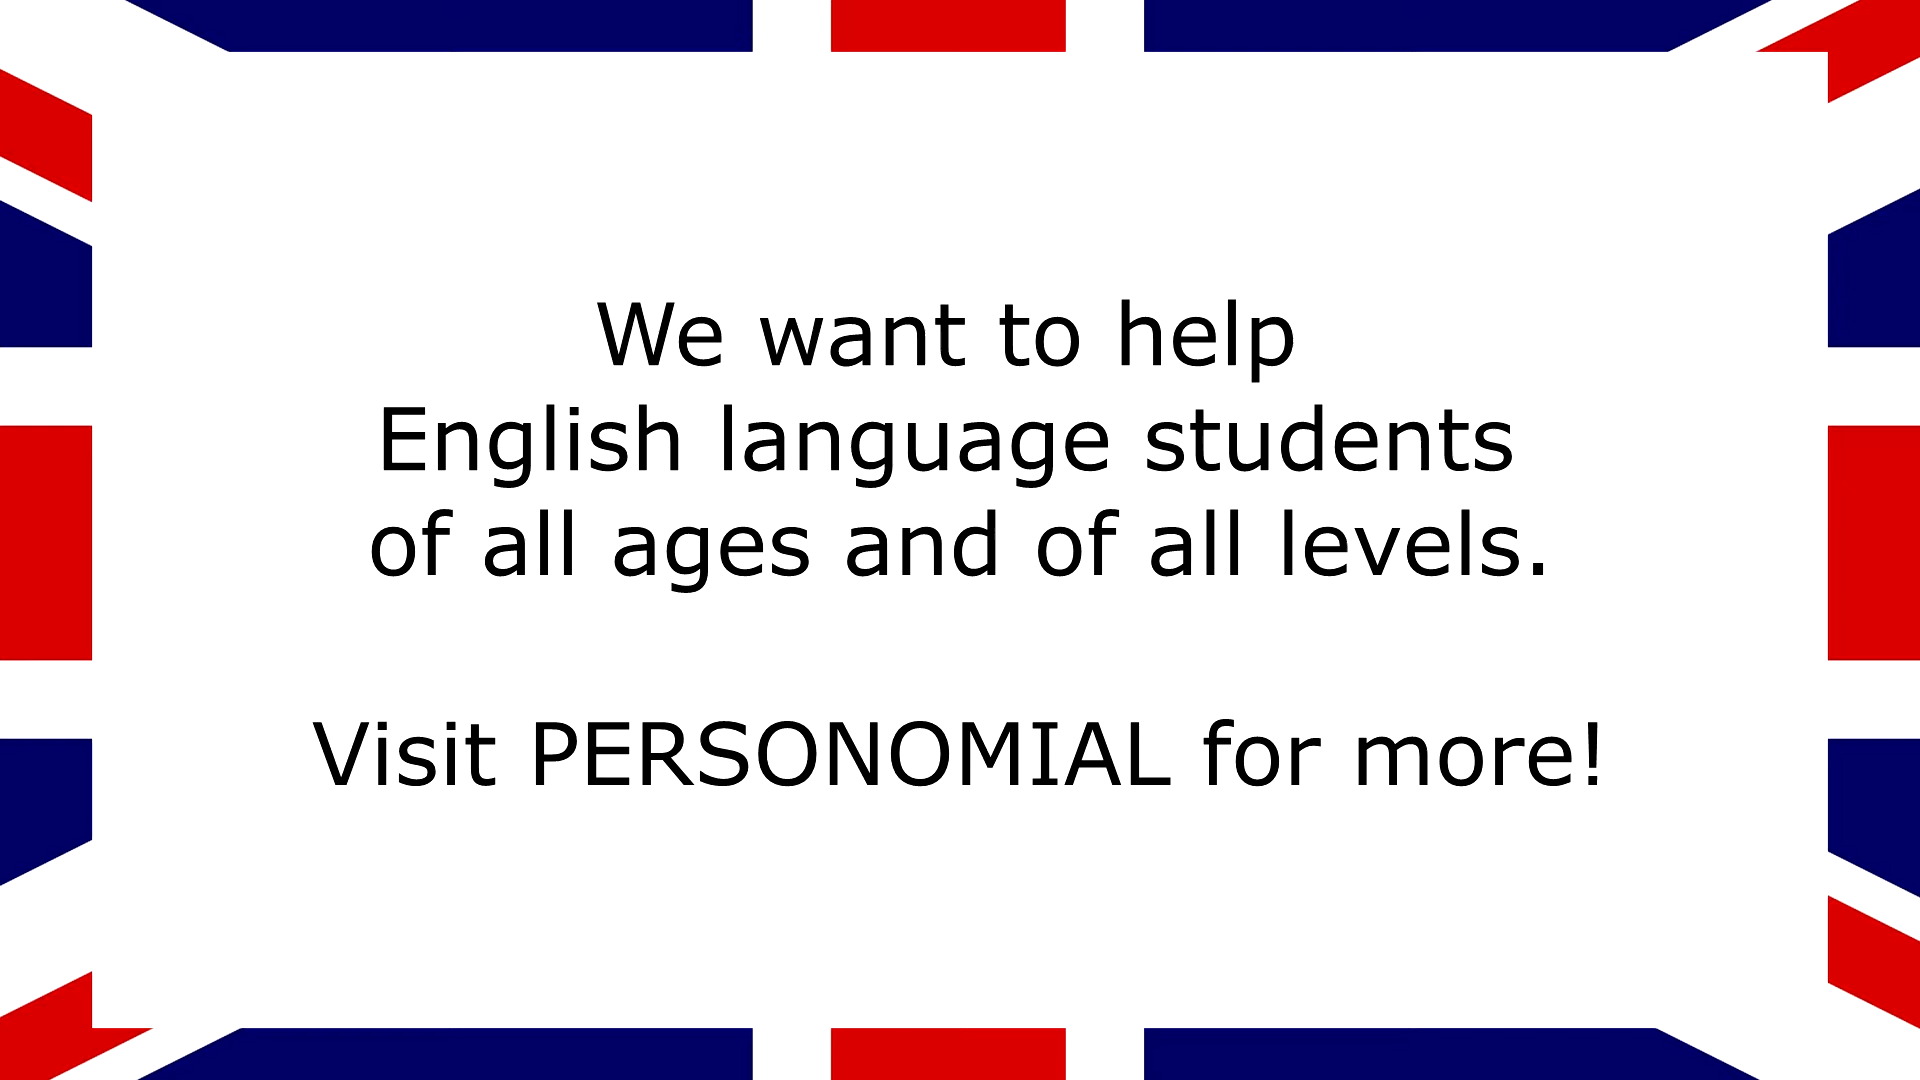 We want to help
English language students
of all ages and of all levels.
Visit PERSONOMIAL for more!